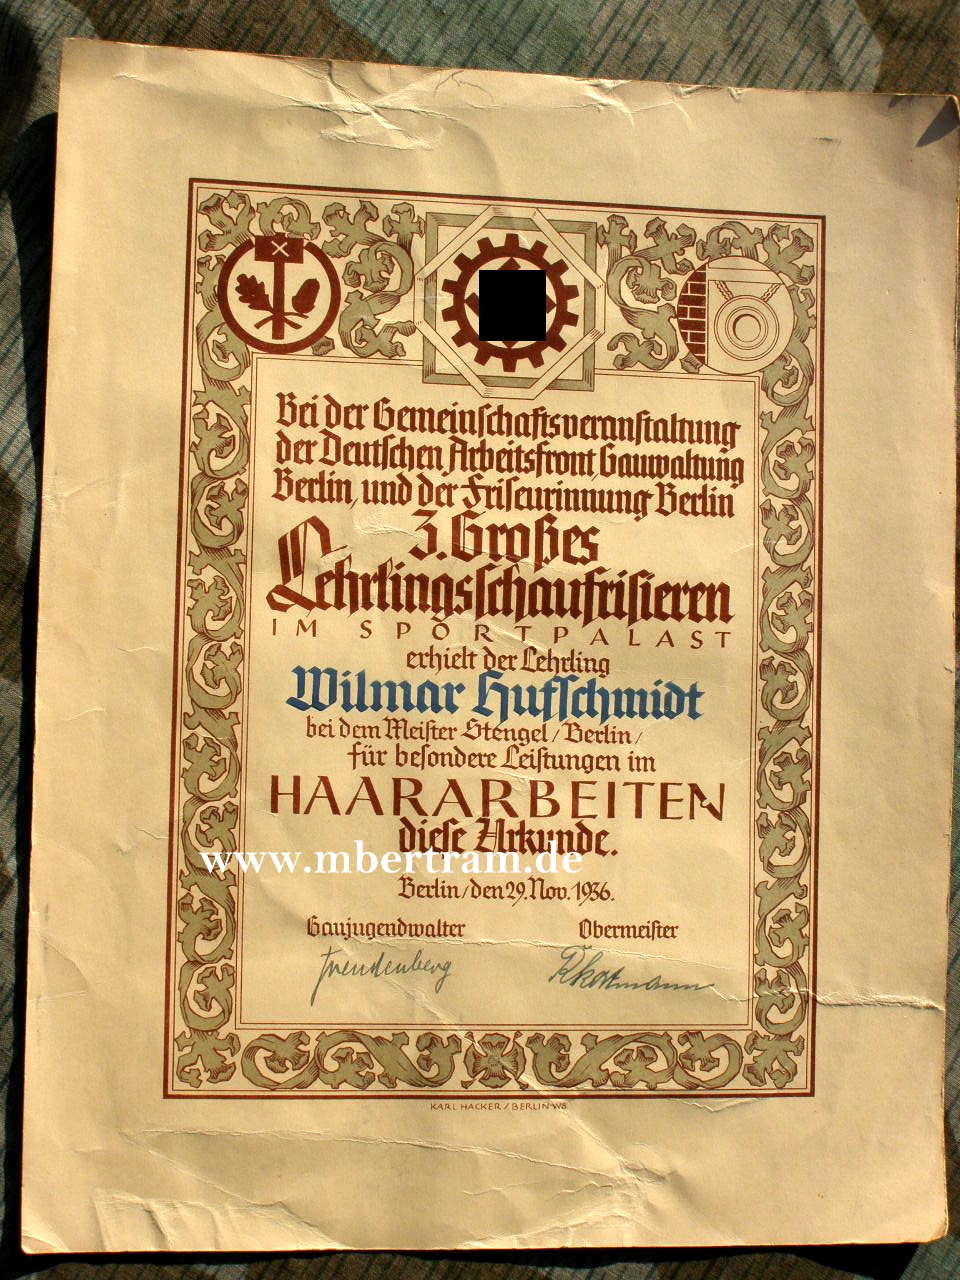 Bei der Gemeinschaftsveranstaltung
der Deutschen Arbeitsfront, Gauwaltung
Berlin, und der Friseurinnung Berlin
3. Großes
Lehrlingsschaufrisieren
IM SPORTPALAST
erhielt der Lehrling
Wilmar Hufschmidt
bei dem Meister Stengel / Berlin /
für besondere Leistungen im
HAARARBEITEN
diese Urkunde.
www.mbertram.de
Berlin / den 29. Nov. 1936.
Gaujugendwalter Obermeister
KARL HACKER / BERLIN W8